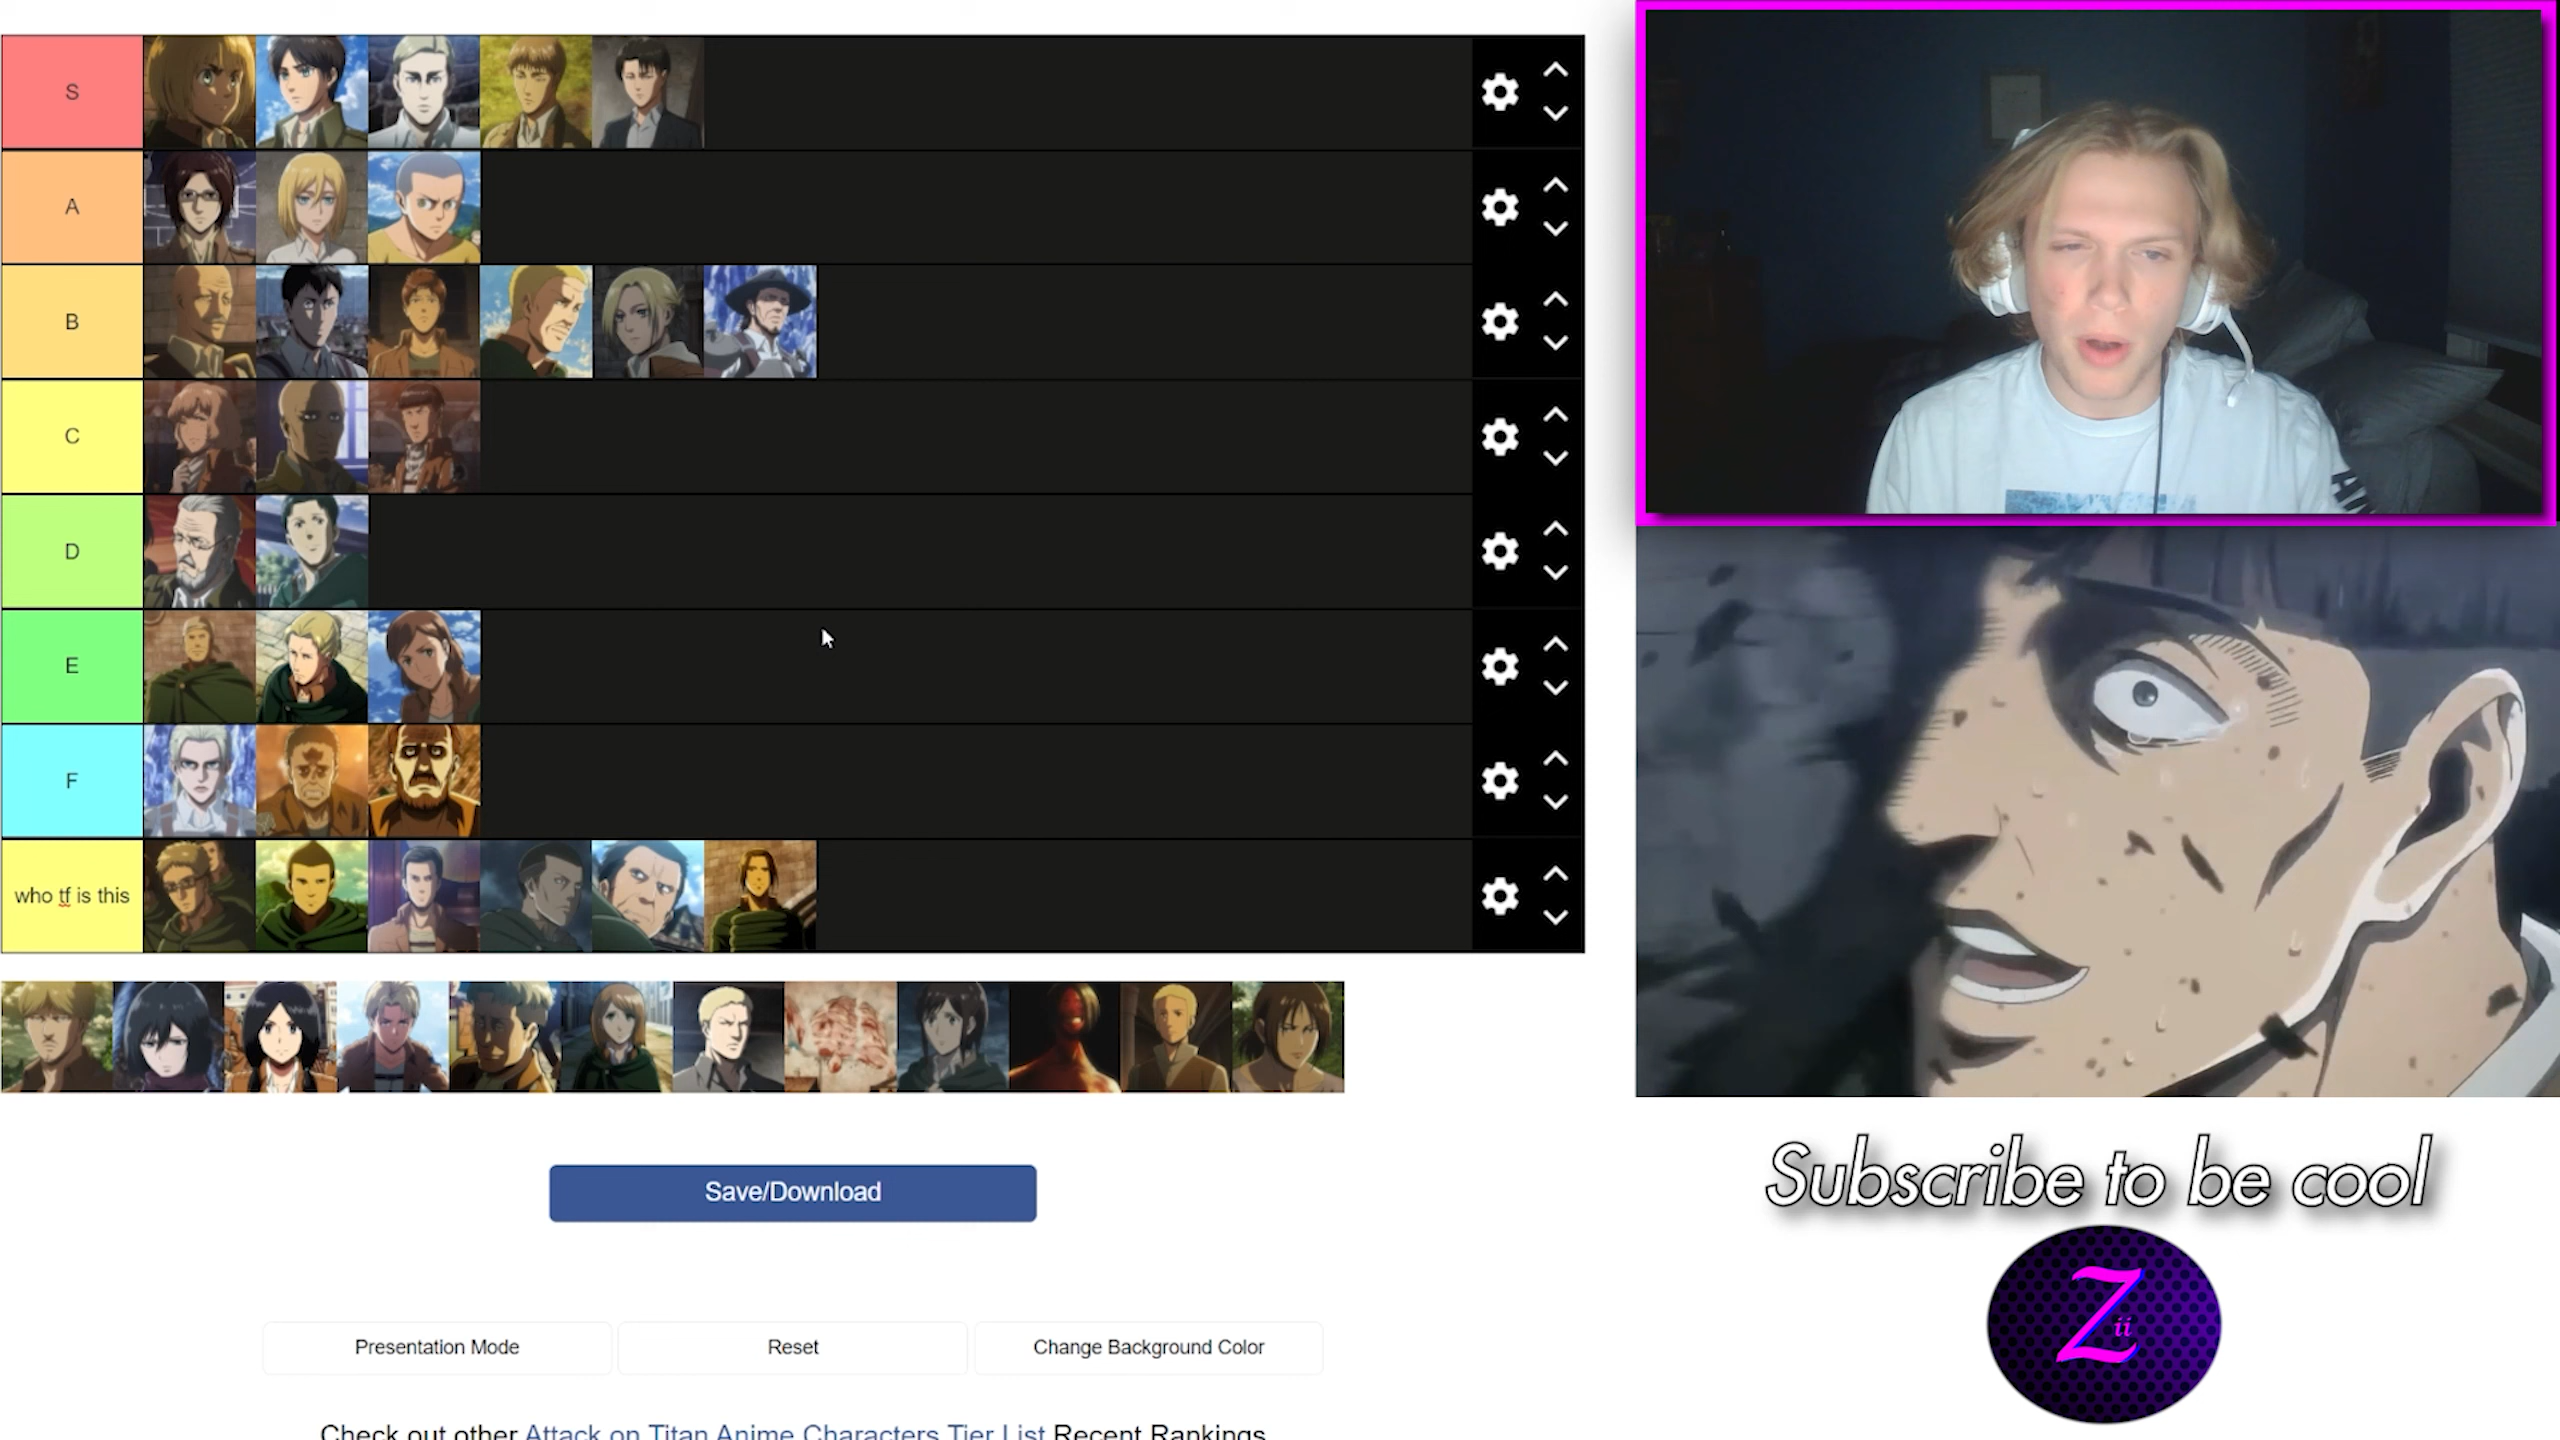 S
A
B
C
D
E
F
who tf is this
Save/Download
Presentation Mode
Reset
Change Background Color
Check out other Attack on Titan Anime Characters Tier List Recent Rankings
Subscribe to be cool
Zii